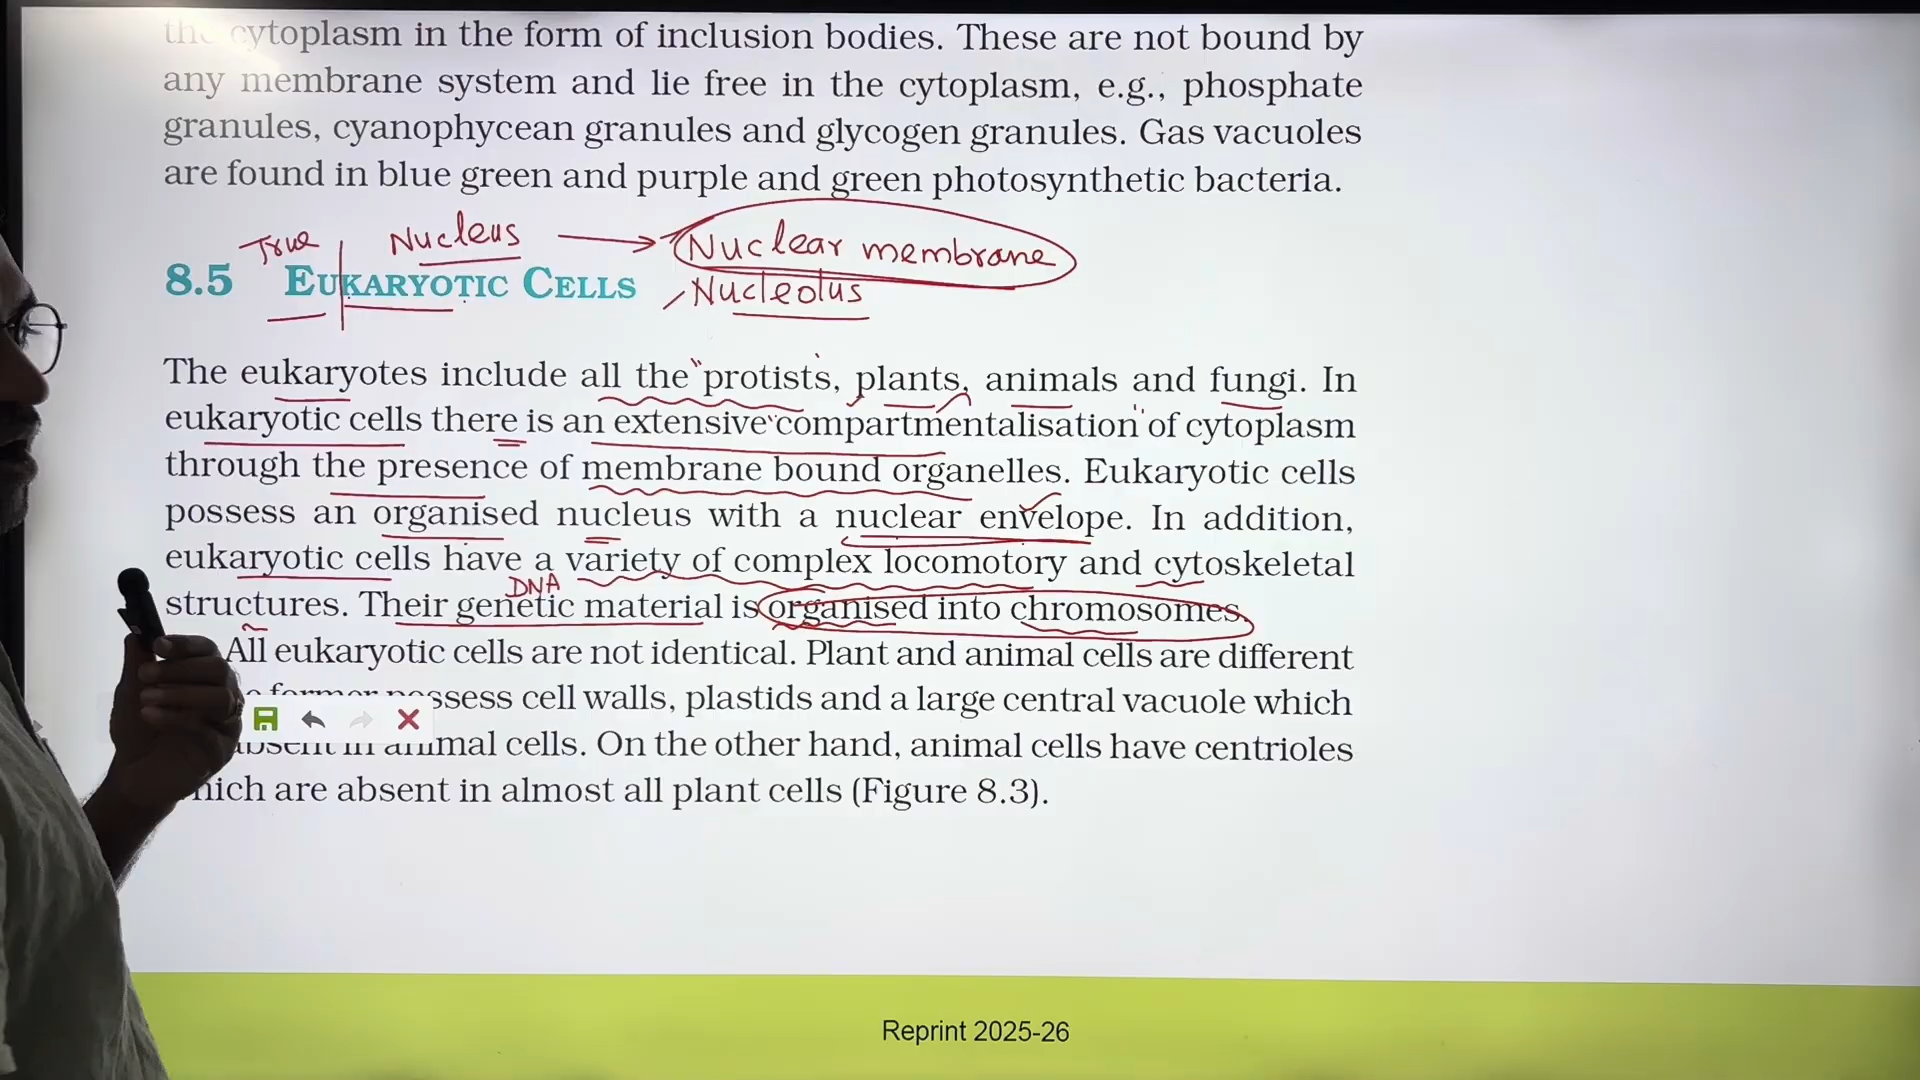 cytoplasm in the form of inclusion bodies. These are not bound by
any membrane system and lie free in the cytoplasm, e.g., phosphate
granules, cyanophycean granules and glycogen granules. Gas vacuoles
are found in blue green and purple and green photosynthetic bacteria.
True Nucleus → Nuclear membrane
8.5 EUKARYOTIC CELLS Nucleolus
The eukaryotes include all the "protists, plants, animals and fungi. In
eukaryotic cells there is an extensive "compartmentalisation" of cytoplasm
through the presence of membrane bound organelles. Eukaryotic cells
possess an organised nucleus with a nuclear envelope. In addition,
eukaryotic cells have a variety of complex locomotory and cytoskeletal
DNA
structures. Their genetic material is organised into chromosomes.
All eukaryotic cells are not identical. Plant and animal cells are different
former possess cell walls, plastids and a large central vacuole which
absent in animal cells. On the other hand, animal cells have centrioles
which are absent in almost all plant cells (Figure 8.3).
Reprint 2025-26